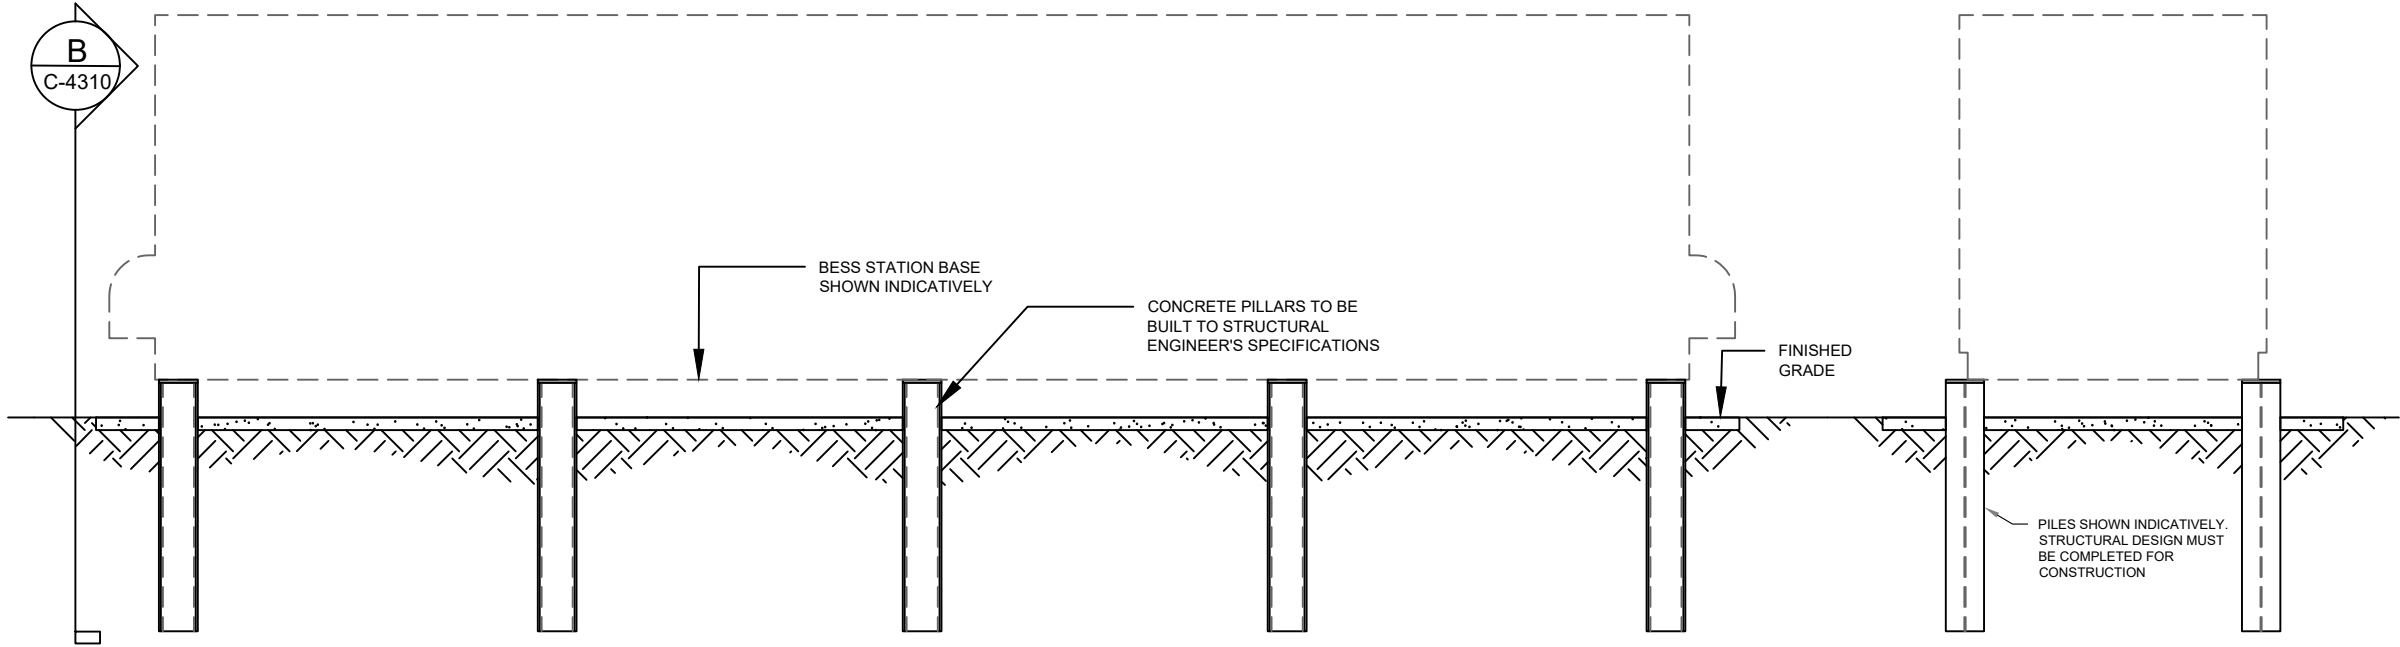 B
C-4310
BESS STATION BASE
SHOWN INDICATIVELY
CONCRETE PILLARS TO BE
BUILT TO STRUCTURAL
ENGINEER'S SPECIFICATIONS
FINISHED
GRADE
PILES SHOWN INDICATIVELY.
STRUCTURAL DESIGN MUST
BE COMPLETED FOR
CONSTRUCTION